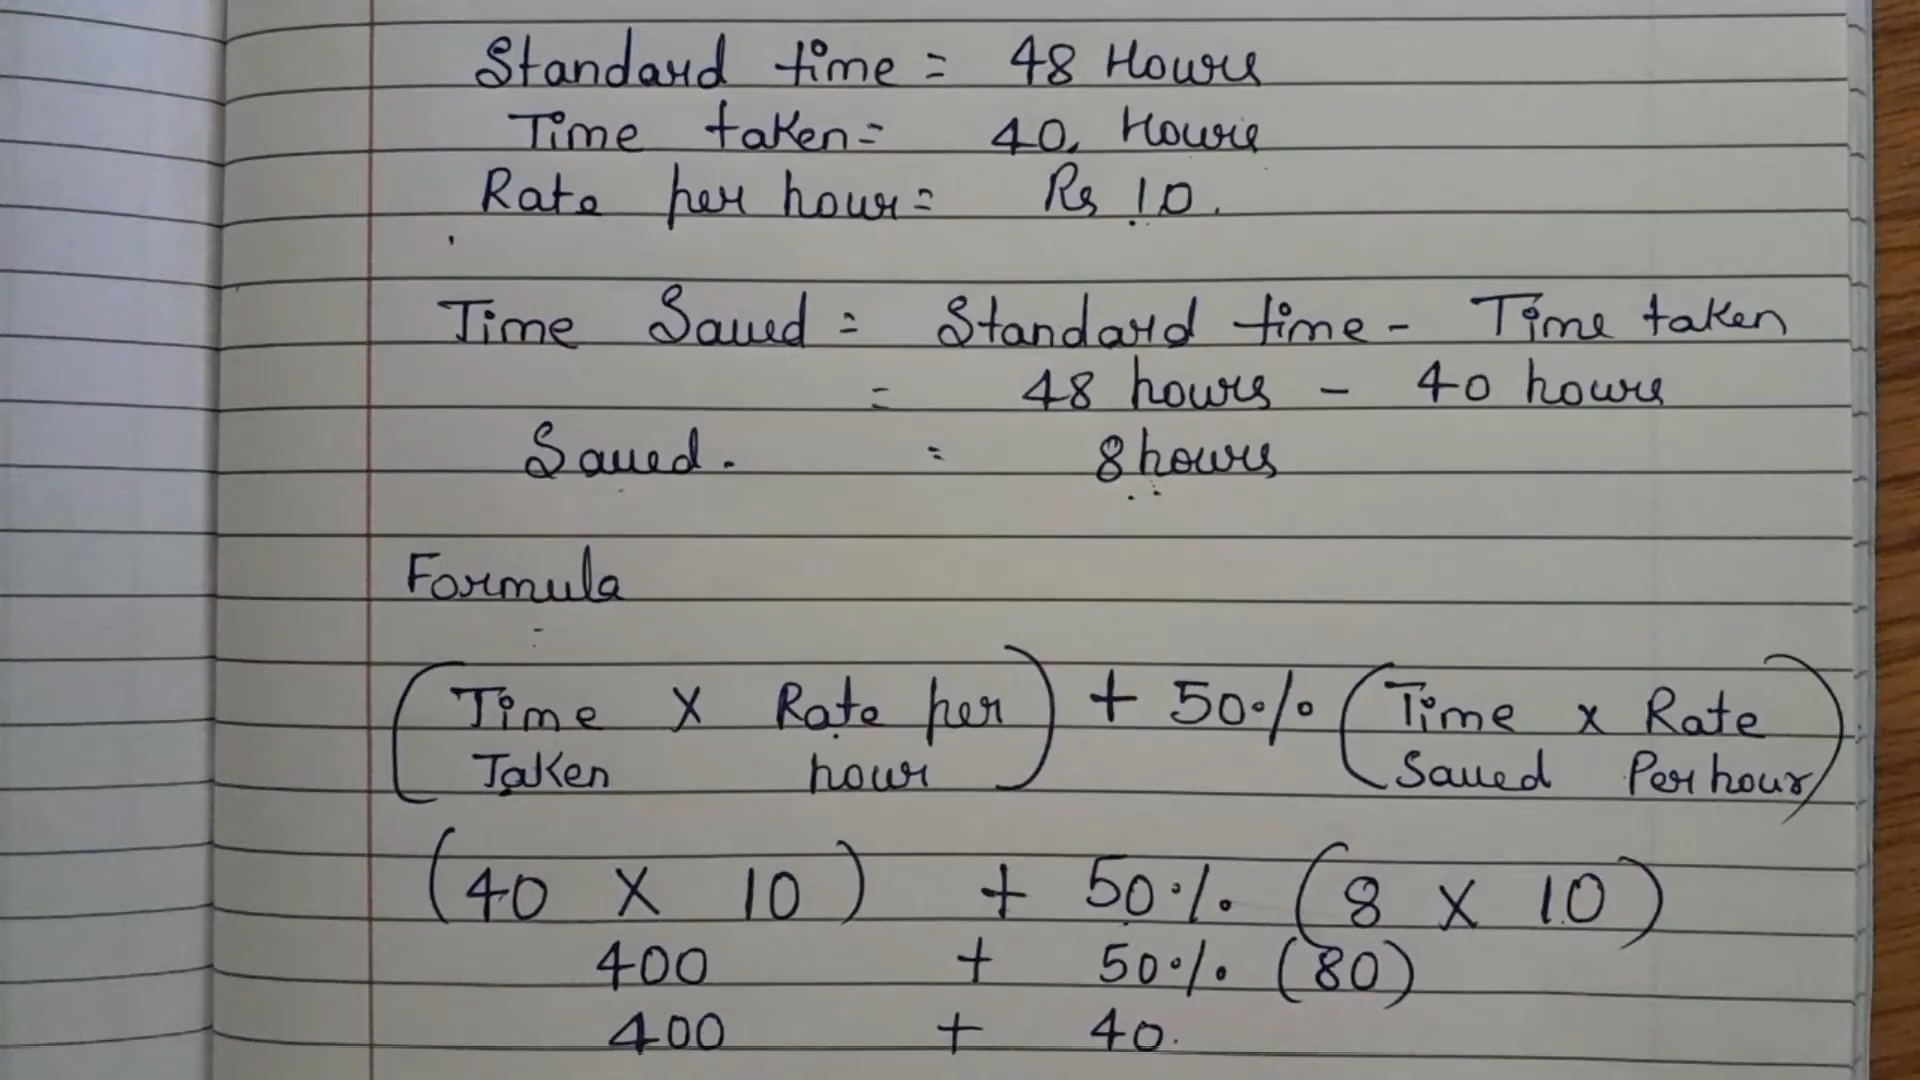 Standard time = 48 Hours
Time taken = 40 Hours
Rate per hour = Rs 10.
Time Saved = Standard time - Time taken
= 48 hours - 40 hours
Saved. = 8 hours
Formula
(Time X Rate per) + 50% (Time x Rate
Taken hour Saved Per hour)
(40 X 10) + 50% (8 X 10)
400 + 50% (80)
400 + 40.